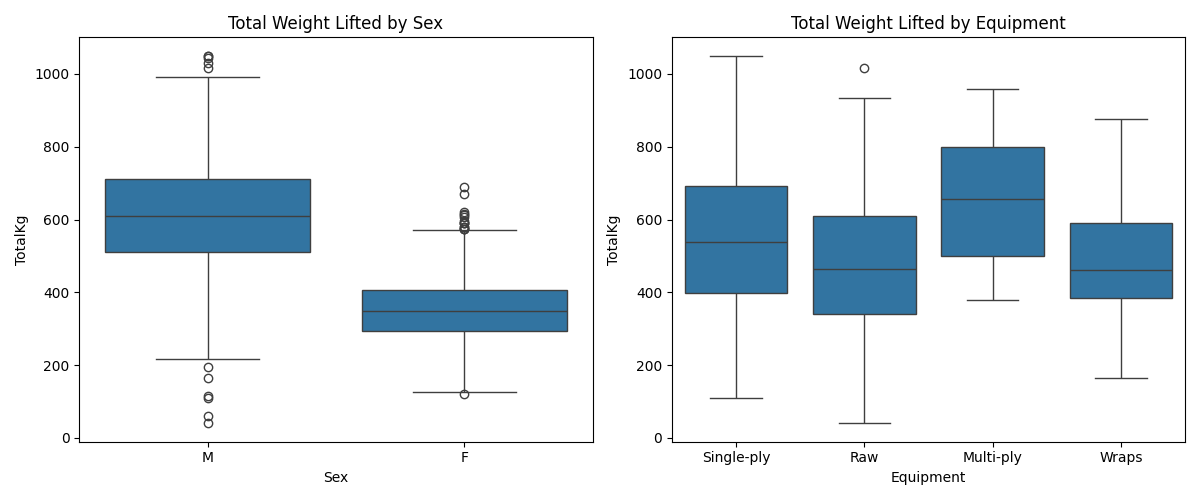 Total Weight Lifted by Sex
1000
800
600
400
200
0
TotalKg
M
F
Sex
Total Weight Lifted by Equipment
1000
800
600
400
200
0
TotalKg
Single-ply
Raw
Multi-ply
Wraps
Equipment